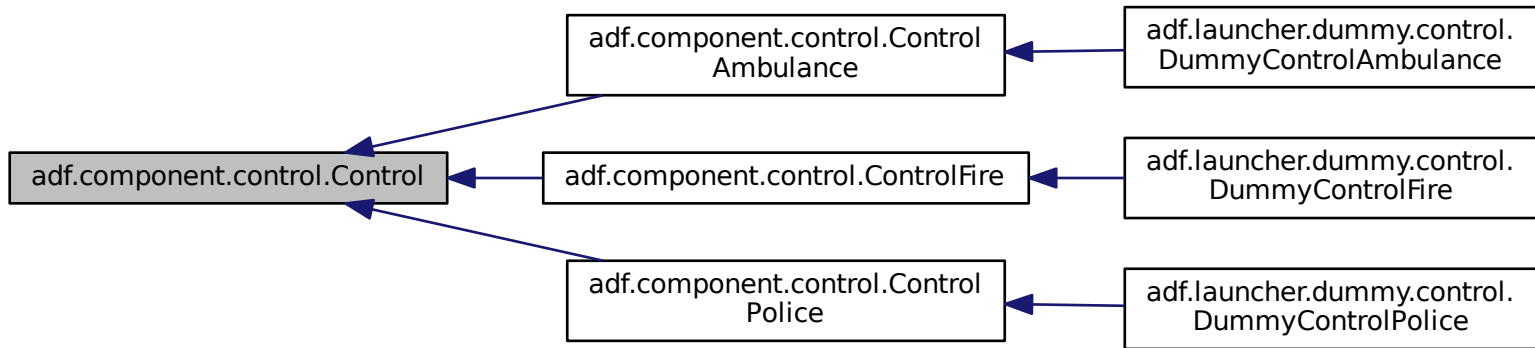 adf.component.control.Control
adf.component.control.Control
Ambulance
adf.component.control.ControlFire
adf.component.control.Control
Police
adf.launcher.dummy.control.
DummyControlAmbulance
adf.launcher.dummy.control.
DummyControlFire
adf.launcher.dummy.control.
DummyControlPolice